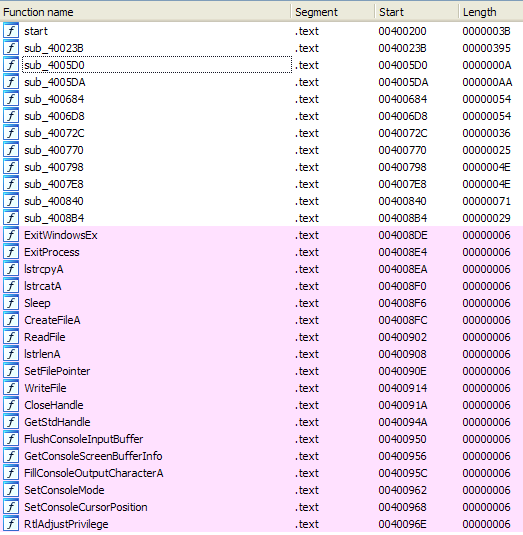 Function name Segment Start Length
f start .text 00400200 0000003B
f sub_40023B .text 0040023B 00000395
f sub_4005D0 .text 004005D0 0000000A
f sub_4005DA .text 004005DA 000000AA
f sub_400684 .text 00400684 00000054
f sub_4006D8 .text 004006D8 00000054
f sub_40072C .text 0040072C 00000036
f sub_400770 .text 00400770 00000025
f sub_400798 .text 00400798 0000004E
f sub_4007E8 .text 004007E8 0000004E
f sub_400840 .text 00400840 00000071
f sub_4008B4 .text 004008B4 00000029
f ExitWindowsEx .text 004008DE 00000006
f ExitProcess .text 004008E4 00000006
f lstrcpyA .text 004008EA 00000006
f lstrcatA .text 004008F0 00000006
f Sleep .text 004008F6 00000006
f CreateFileA .text 004008FC 00000006
f ReadFile .text 00400902 00000006
f lstrlenA .text 00400908 00000006
f SetFilePointer .text 0040090E 00000006
f WriteFile .text 00400914 00000006
f CloseHandle .text 0040091A 00000006
f GetStdHandle .text 0040094A 00000006
f FlushConsoleInputBuffer .text 00400950 00000006
f GetConsoleScreenBufferInfo .text 00400956 00000006
f FillConsoleOutputCharacterA .text 0040095C 00000006
f SetConsoleMode .text 00400962 00000006
f SetConsoleCursorPosition .text 00400968 00000006
f RtlAdjustPrivilege .text 0040096E 00000006